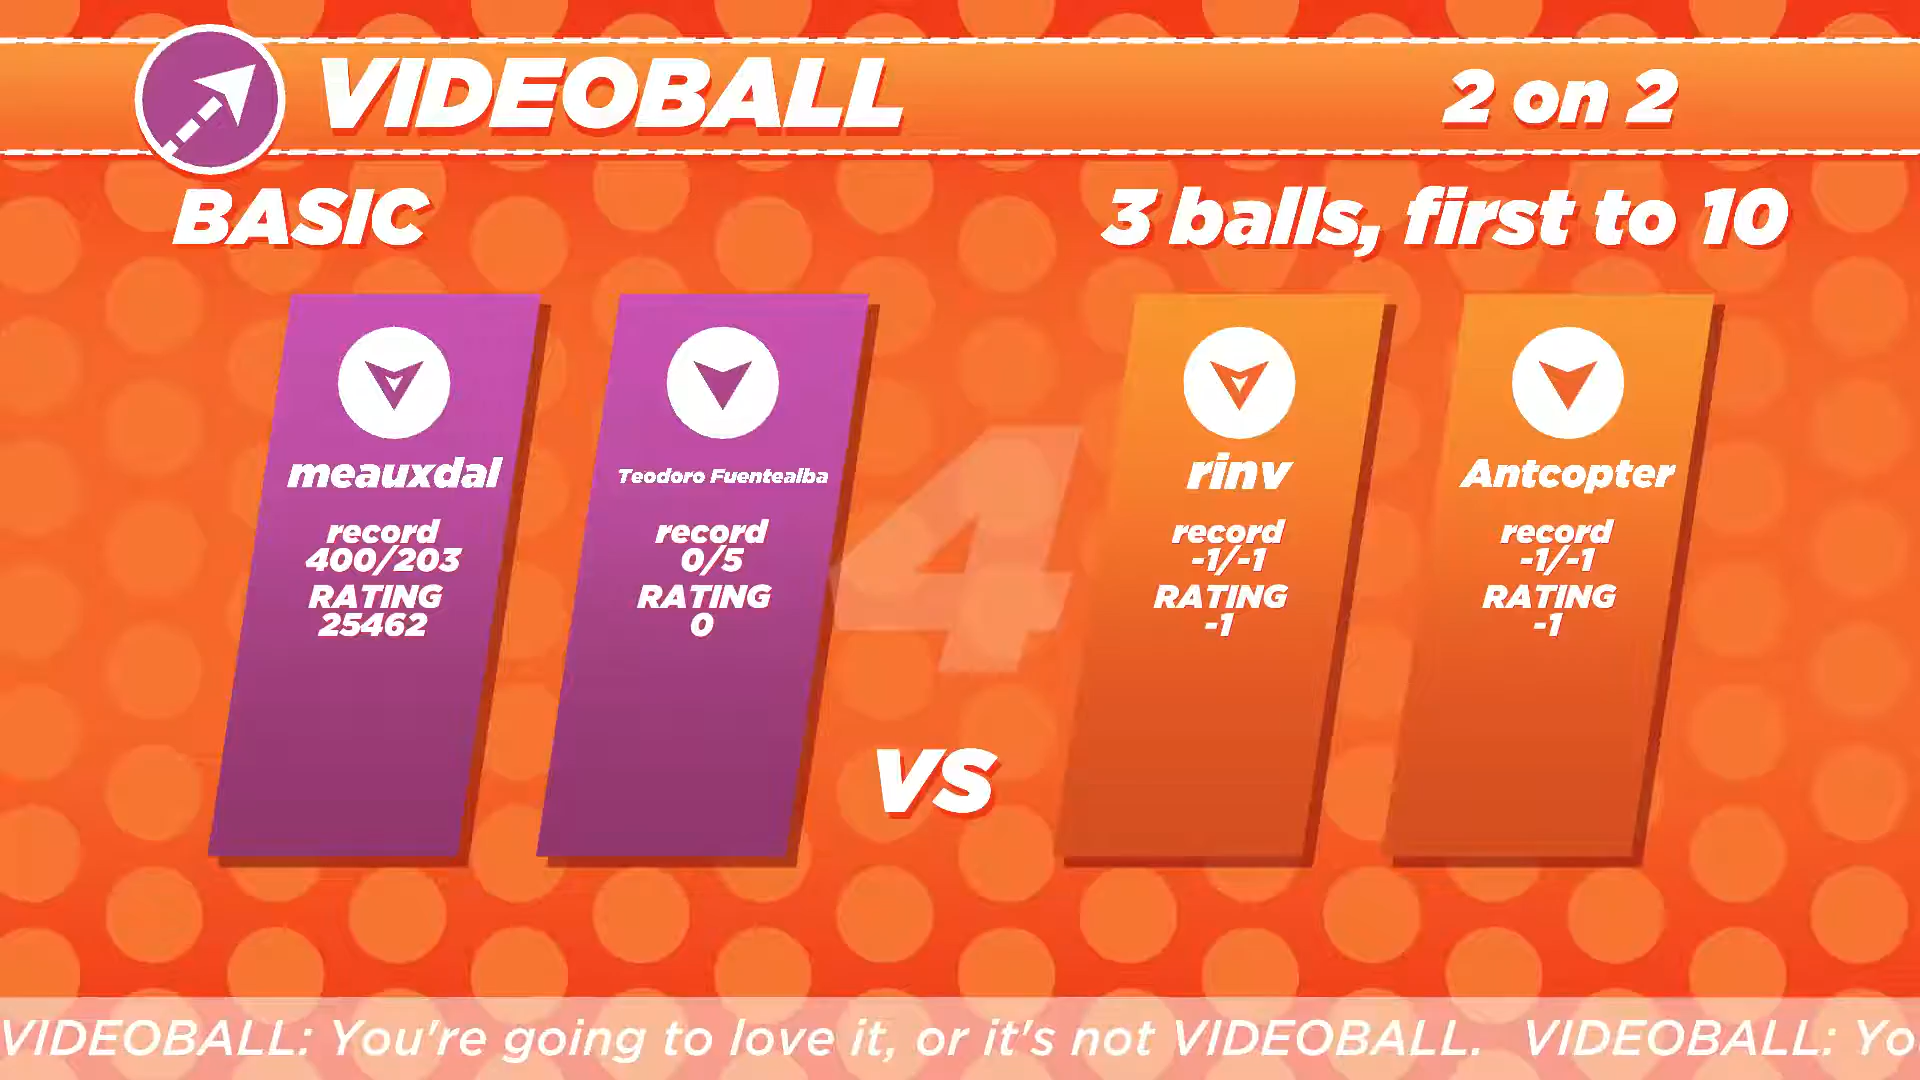 VIDEOBALL
2 on 2
BASIC
3 balls, first to 10
meauxdal
record
400/203
RATING
25462
Teodoro Fuentealba
record
0/5
RATING
0
4
VS
rinv
record
-1/-1
RATING
-1
Antcopter
record
-1/-1
RATING
-1
VIDEOBALL: You're going to love it, or it's not VIDEOBALL. VIDEOBALL: Yo